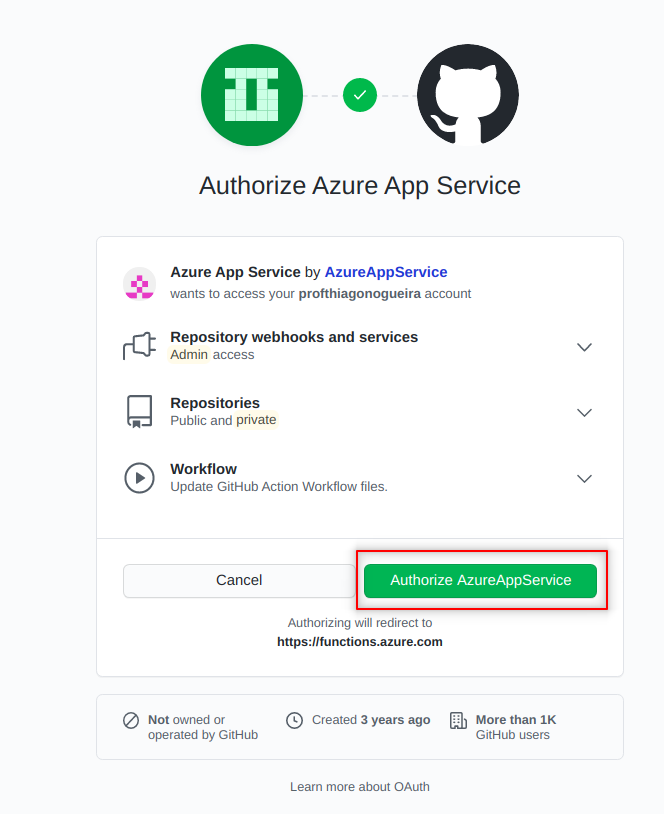 Authorize Azure App Service
Azure App Service by AzureAppService
wants to access your profthiagonogueira account
Repository webhooks and services
Admin access
Repositories
Public and private
Workflow
Update GitHub Action Workflow files.
Cancel
Authorize AzureAppService
Authorizing will redirect to
https://functions.azure.com
Not owned or
operated by GitHub
Created 3 years ago
More than 1K
GitHub users
Learn more about OAuth